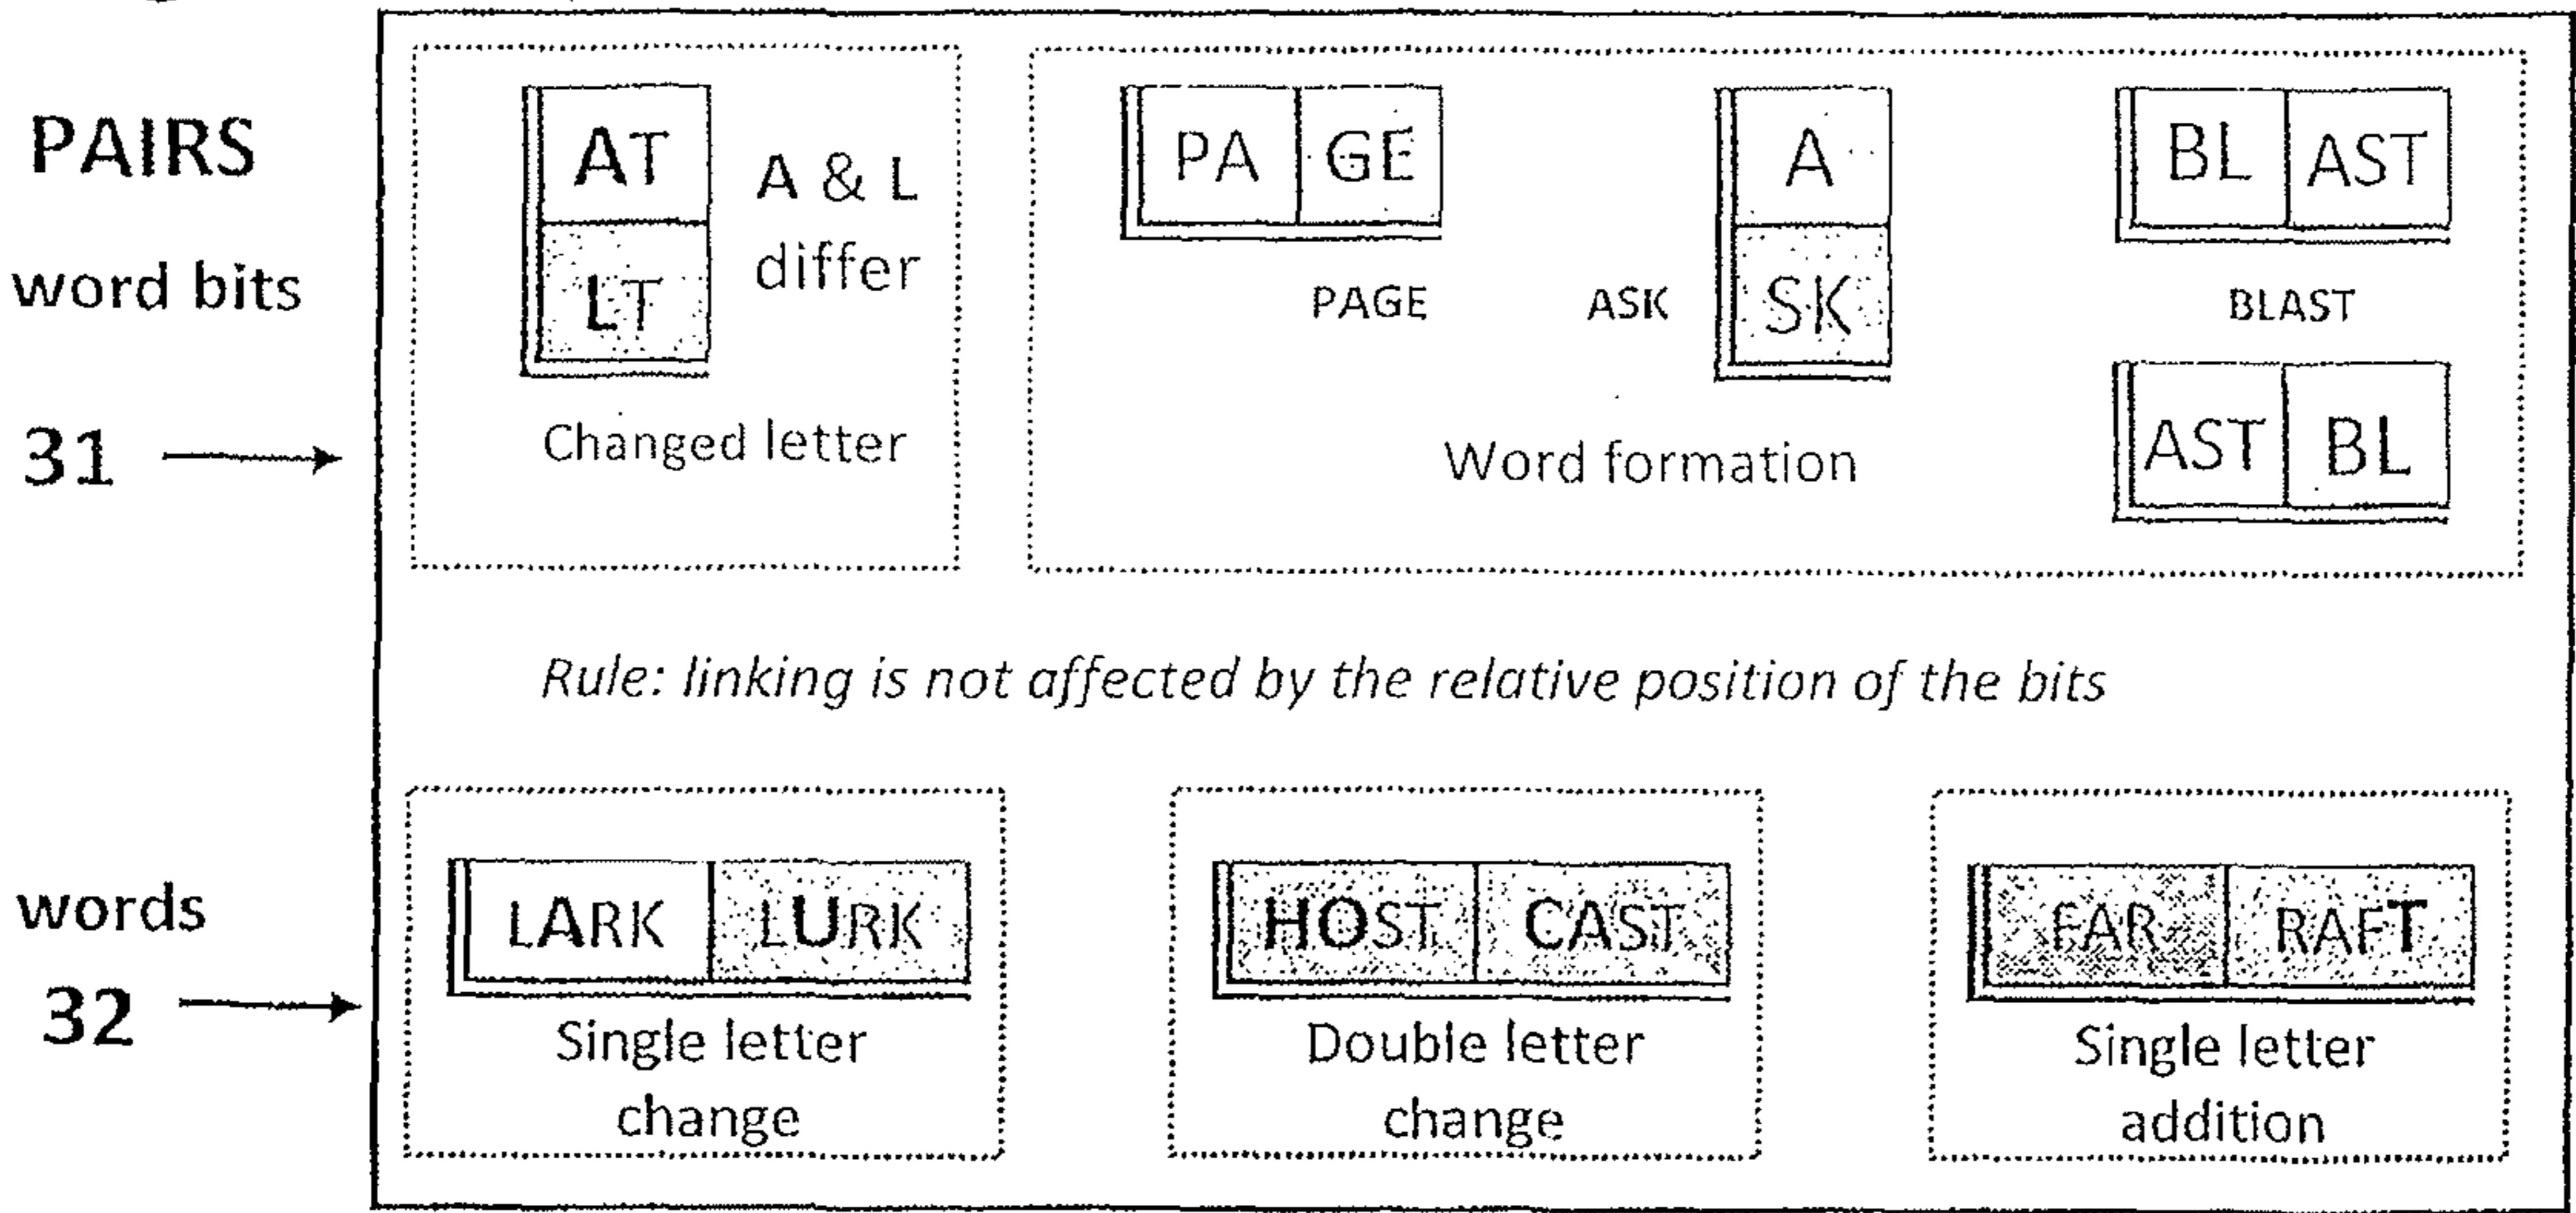 PAIRS
word bits
31
AT
LT
A & L
differ
Changed letter
PA GE
PAGE
A
SK
ASK
BL AST
BLAST
AST BL
Word formation
Rule: linking is not affected by the relative position of the bits
words
32
LARK LURK
Single letter
change
HOST CAST
Double letter
change
FAR RAFT
Single letter
addition